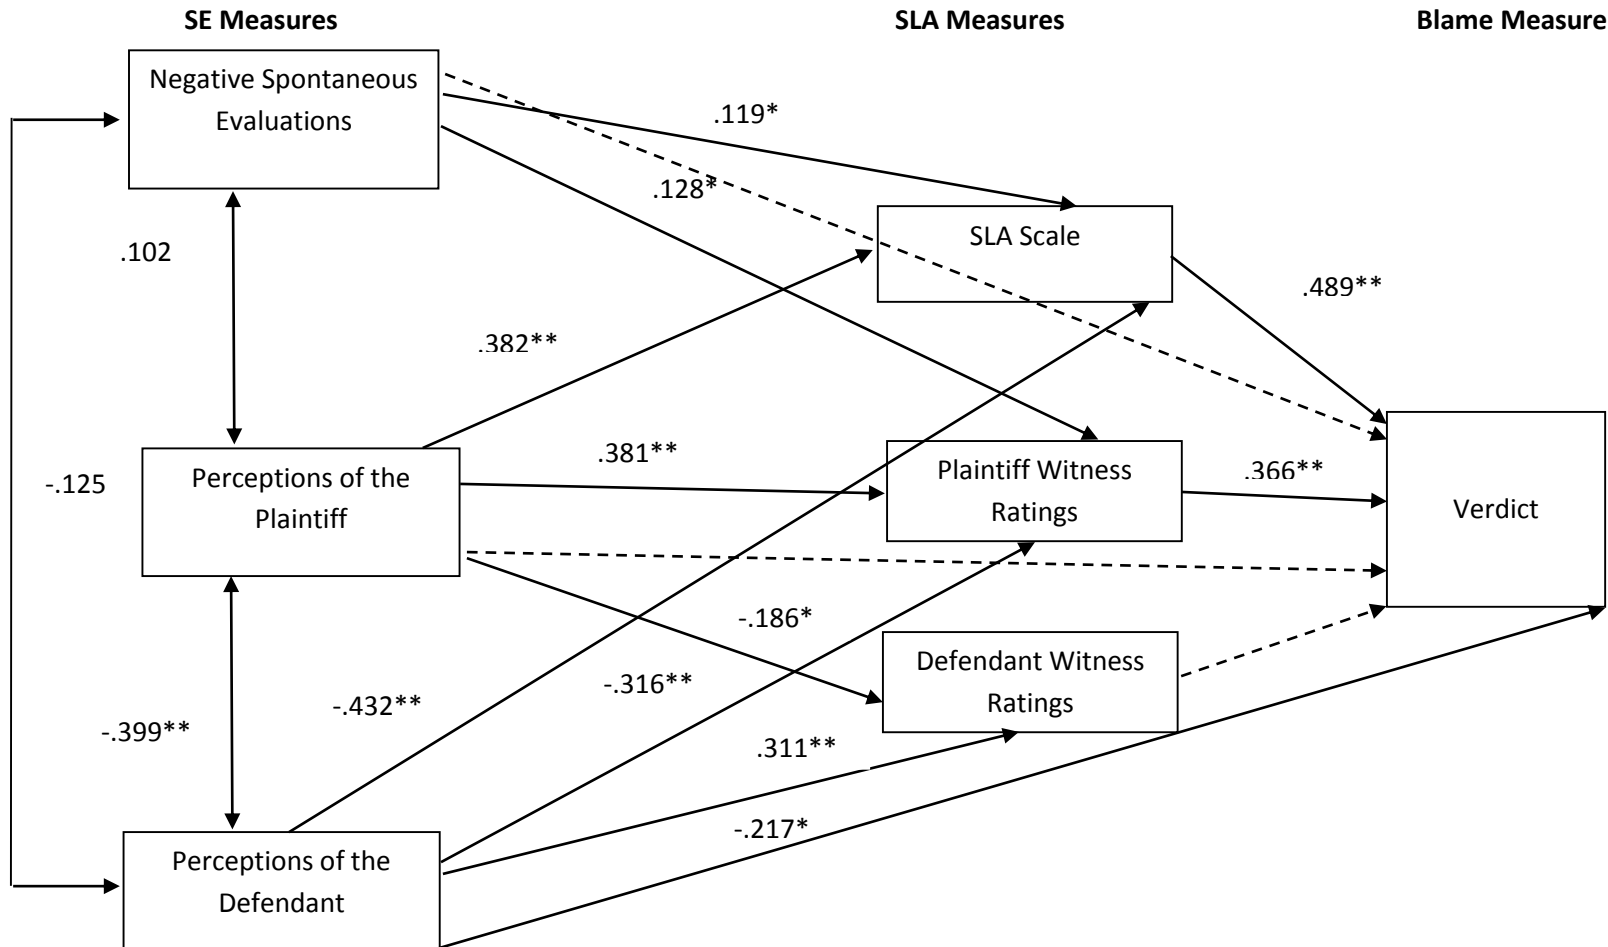 SE Measures
SLA Measures
Blame Measure
Negative Spontaneous
Evaluations
.119*
.128*
SLA Scale
.102
.489**
.382**
-.125
Perceptions of the
Plaintiff
.381**
Plaintiff Witness
Ratings
.366**
Verdict
-.186*
Defendant Witness
Ratings
-.316**
-.432**
-.399**
.311**
-.217*
Perceptions of the
Defendant